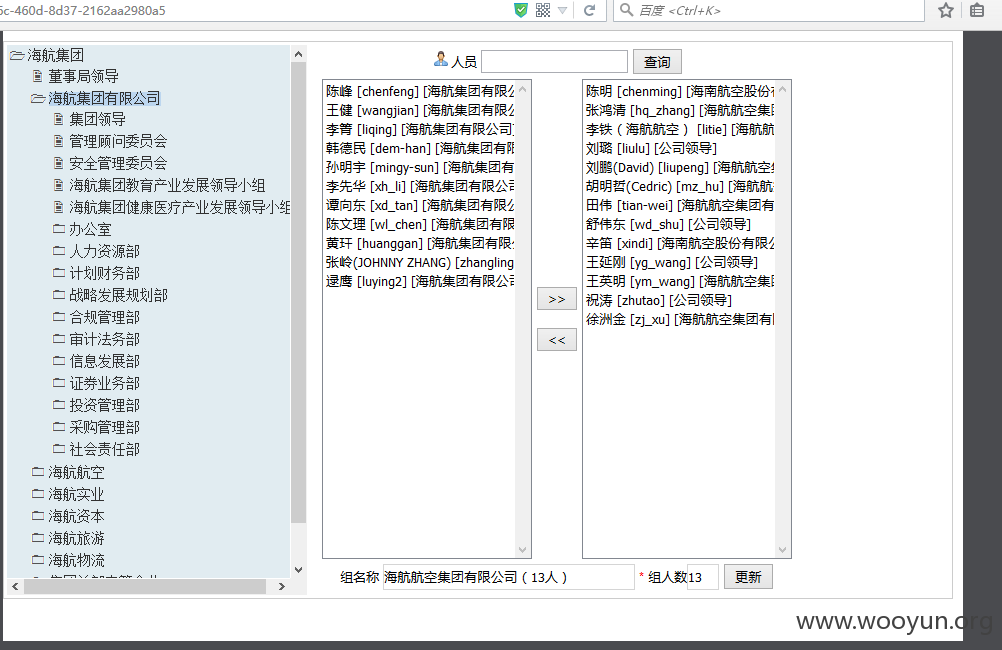 6c-460d-8d37-2162aa2980a5
百度 <Ctrl+K>
海航集团
董事局领导
海航集团有限公司
集团领导
管理顾问委员会
安全管理委员会
海航集团教育产业发展领导小组
海航集团健康医疗产业发展领导小组
办公室
人力资源部
计划财务部
战略发展规划部
合规管理部
审计法务部
信息发展部
证券业务部
投资管理部
采购管理部
社会责任部
海航航空
海航实业
海航资本
海航旅游
海航物流
人员
查询
陈峰 [chenfeng] [海航集团有限公
王健 [wangjian] [海航集团有限公
李箐 [liqing] [海航集团有限公司]
韩德民 [dem-han] [海航集团有限
孙明宇 [mingy-sun] [海航集团有
李先华 [xh_li] [海航集团有限公司
谭向东 [xd_tan] [海航集团有限公
陈文理 [wl_chen] [海航集团有限
黄玕 [huanggan] [海航集团有限公
张岭(JOHNNY ZHANG) [zhangling
逯鹰 [luying2] [海航集团有限公司
>>
<<
陈明 [chenming] [海南航空股份有
张鸿清 [hq_zhang] [海航航空集团
李铁（海航航空） [litie] [海航航
刘璐 [liulu] [公司领导]
刘鹏(David) [liupeng] [海航航空集
胡明哲(Cedric) [mz_hu] [海航航
田伟 [tian-wei] [海航航空集团有
舒伟东 [wd_shu] [公司领导]
辛笛 [xindi] [海南航空股份有限公
王延刚 [yg_wang] [公司领导]
王英明 [ym_wang] [海航航空集团
祝涛 [zhutao] [公司领导]
徐洲金 [zj_xu] [海航航空集团有限
组名称 海航航空集团有限公司（13人） * 组人数 13 更新
www.wooyun.org